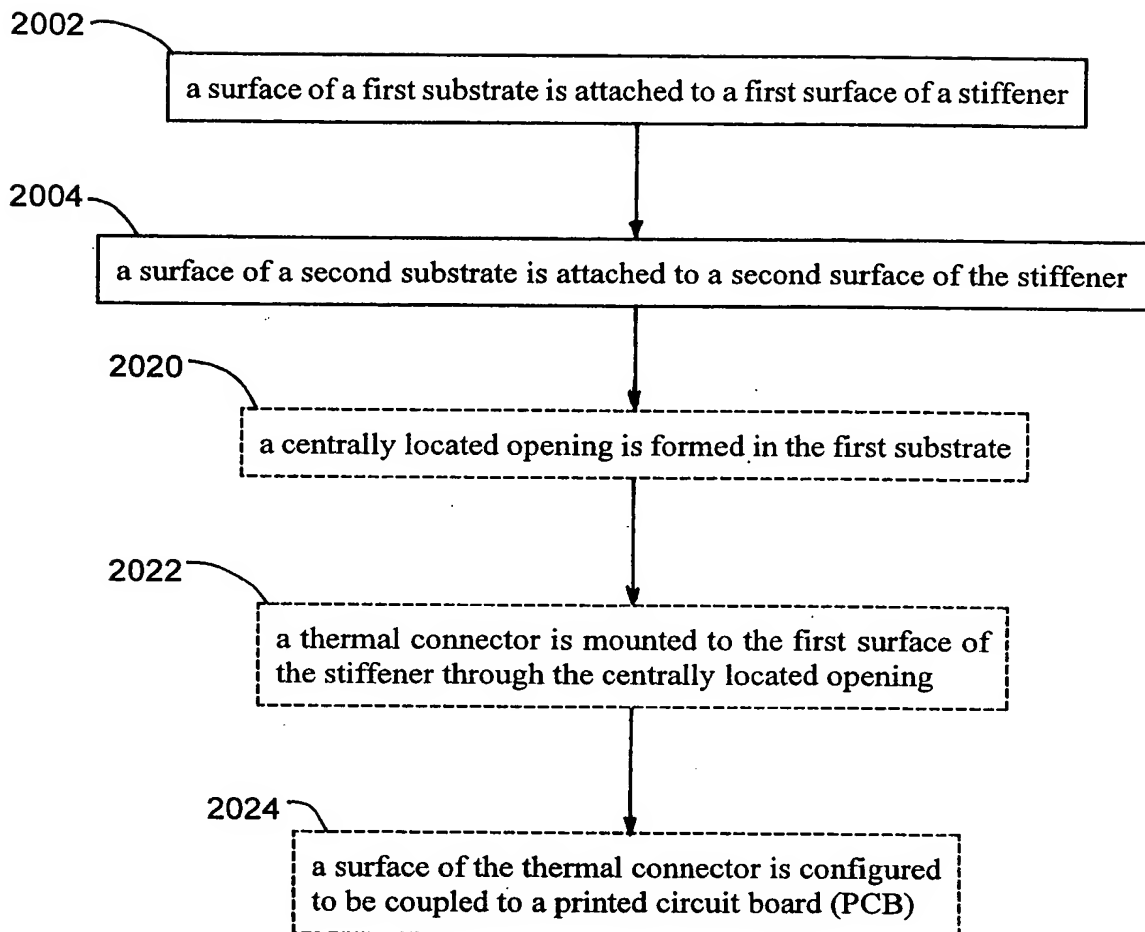 2002
a surface of a first substrate is attached to a first surface of a stiffener
2004
a surface of a second substrate is attached to a second surface of the stiffener
2020
a centrally located opening is formed in the first substrate
2022
a thermal connector is mounted to the first surface of
the stiffener through the centrally located opening
2024
a surface of the thermal connector is configured
to be coupled to a printed circuit board (PCB)